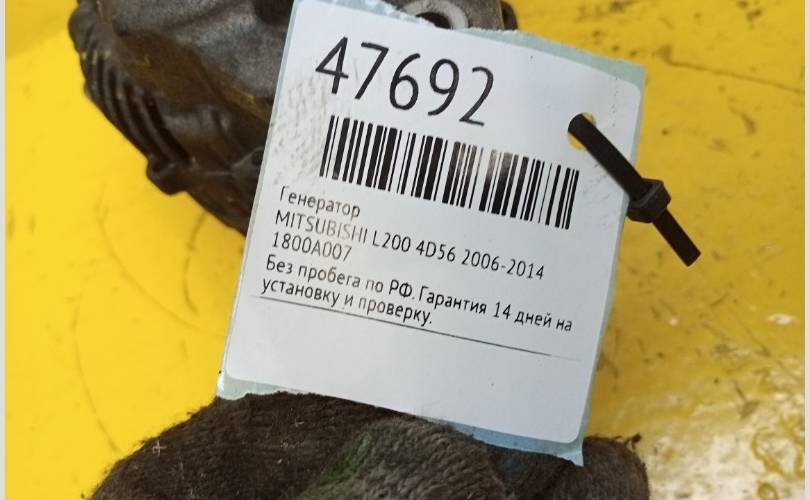 47692
Генератор
MITSUBISHI L200 4D56 2006-2014
1800A007
Без пробега по РФ. Гарантия 14 дней на
установку и проверку.